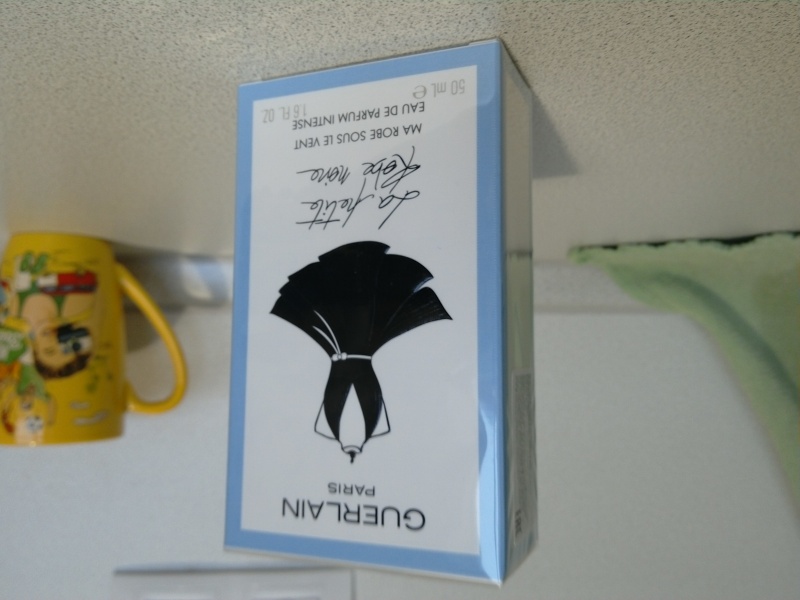 GUERLAIN
PARIS
La petite
Robe noire
MA ROBE SOUS LE VENT
EAU DE PARFUM INTENSE
50 mL e 1.6 FL. OZ.